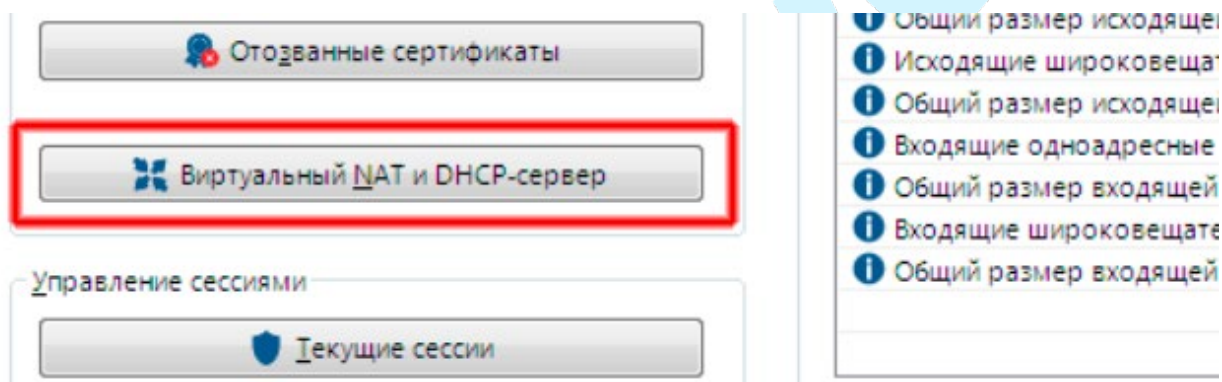 Отозванные сертификаты
Виртуальный NAT и DHCP-сервер
Управление сессиями
Текущие сессии
Общий размер исходящей
Исходящие широковеща
Общий размер исходящей
Входящие одноадресные
Общий размер входящей
Входящие широковещате
Общий размер входящей